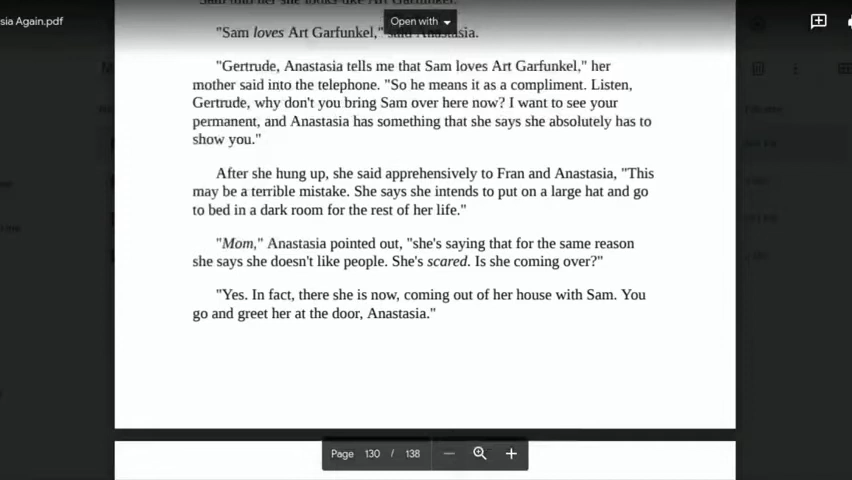 sia Again.pdf
Open with
"Sam loves Art Garfunkel," said Anastasia.
"Gertrude, Anastasia tells me that Sam loves Art Garfunkel," her
mother said into the telephone. "So he means it as a compliment. Listen,
Gertrude, why don't you bring Sam over here now? I want to see your
permanent, and Anastasia has something that she says she absolutely has to
show you."
After she hung up, she said apprehensively to Fran and Anastasia, "This
may be a terrible mistake. She says she intends to put on a large hat and go
to bed in a dark room for the rest of her life."
"Mom," Anastasia pointed out, "she's saying that for the same reason
she says she doesn't like people. She's scared. Is she coming over?"
"Yes. In fact, there she is now, coming out of her house with Sam. You
go and greet her at the door, Anastasia."
Page 130 / 138